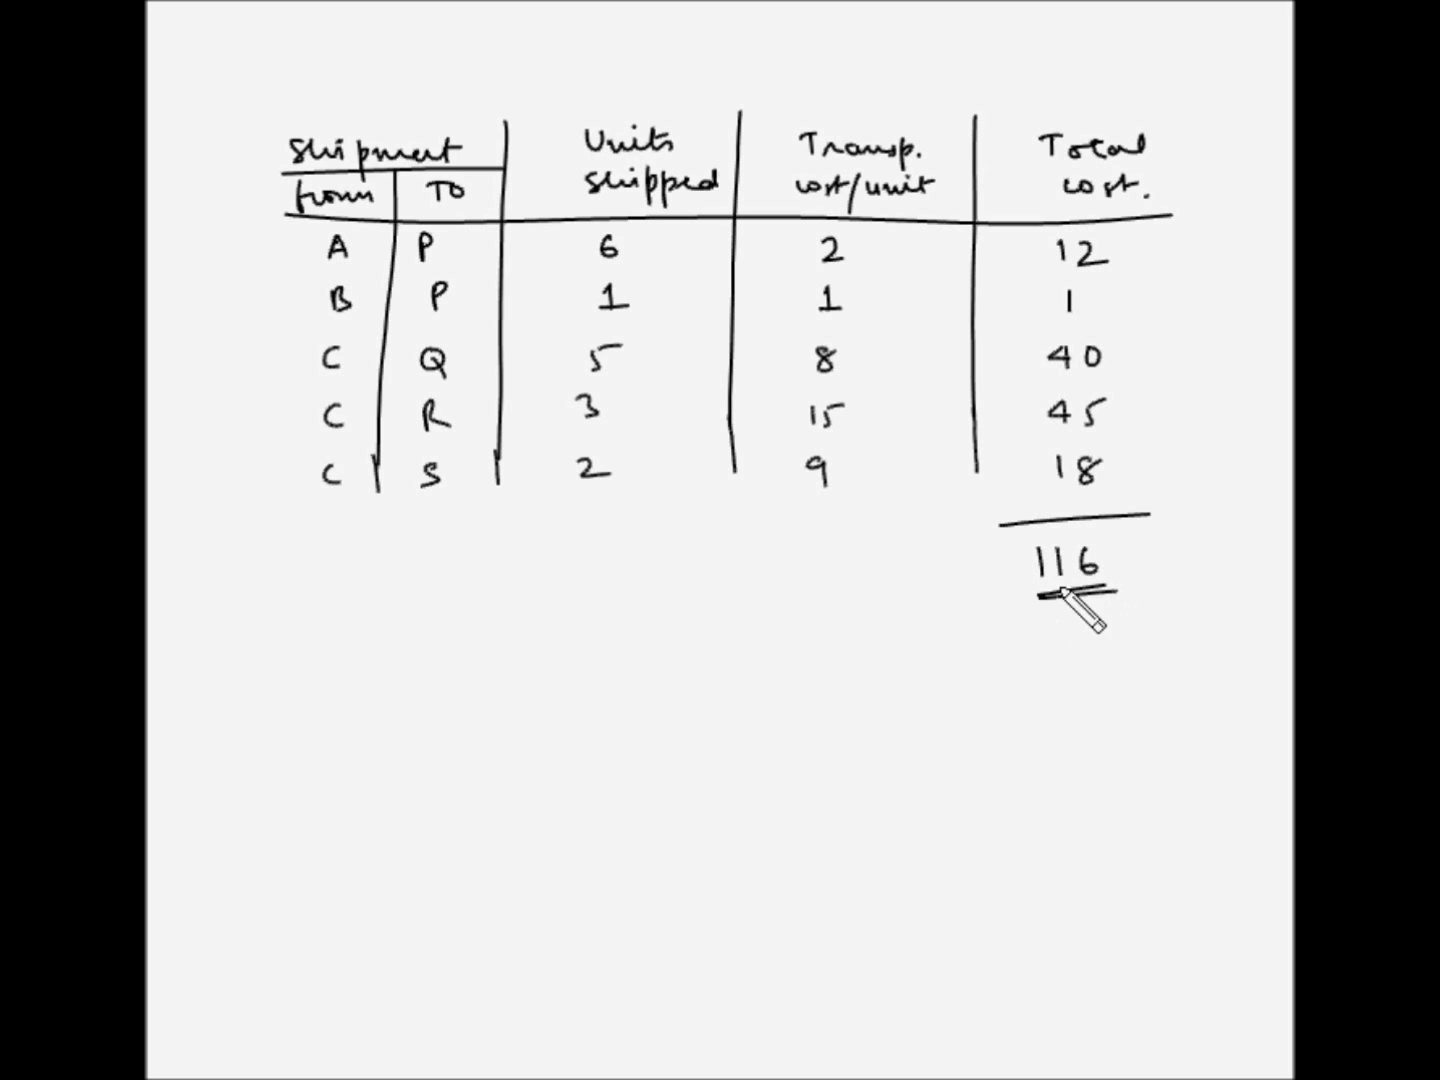 Shipment Units shipped Transp. cost/unit Total cost.
from TO
A P 6 2 12
B P 1 1 1
C Q 5 8 40
C R 3 15 45
C S 2 9 18
116